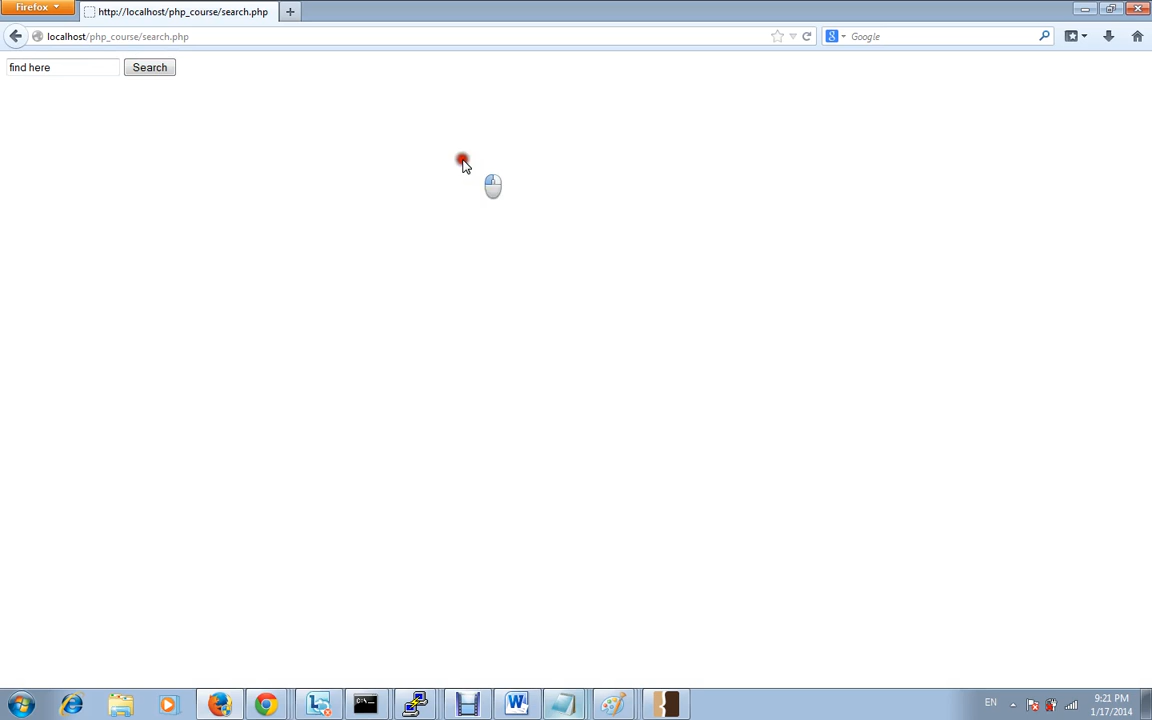 Firefox
http://localhost/php_course/search.php
localhost/php_course/search.php
Google
find here
Search
EN
9:21 PM
1/17/2014